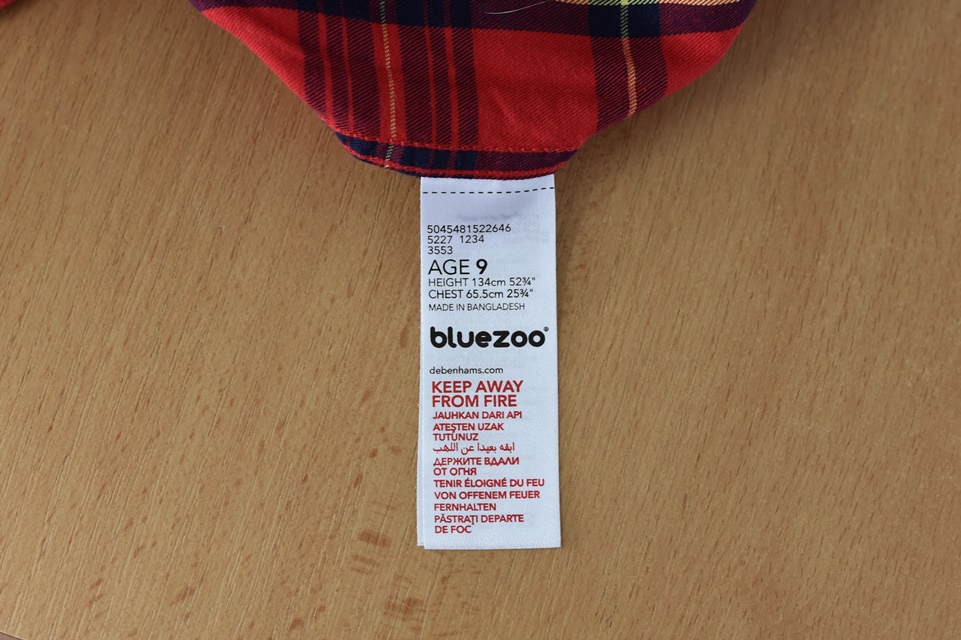 5045481522646
5227 1234
3553
AGE 9
HEIGHT 134cm 52¾"
CHEST 65.5cm 25¾"
MADE IN BANGLADESH
bluezoo®
debenhams.com
KEEP AWAY
FROM FIRE
JAUHKAN DARI API
ATEŞTEN UZAK
TUTUNUZ
ابقه بعيدا عن اللهب
ДЕРЖИТЕ ВДАЛИ
ОТ ОГНЯ
TENIR ÉLOIGNÉ DU FEU
VON OFFENEM FEUER
FERNHALTEN
PĂSTRAŢI DEPARTE
DE FOC